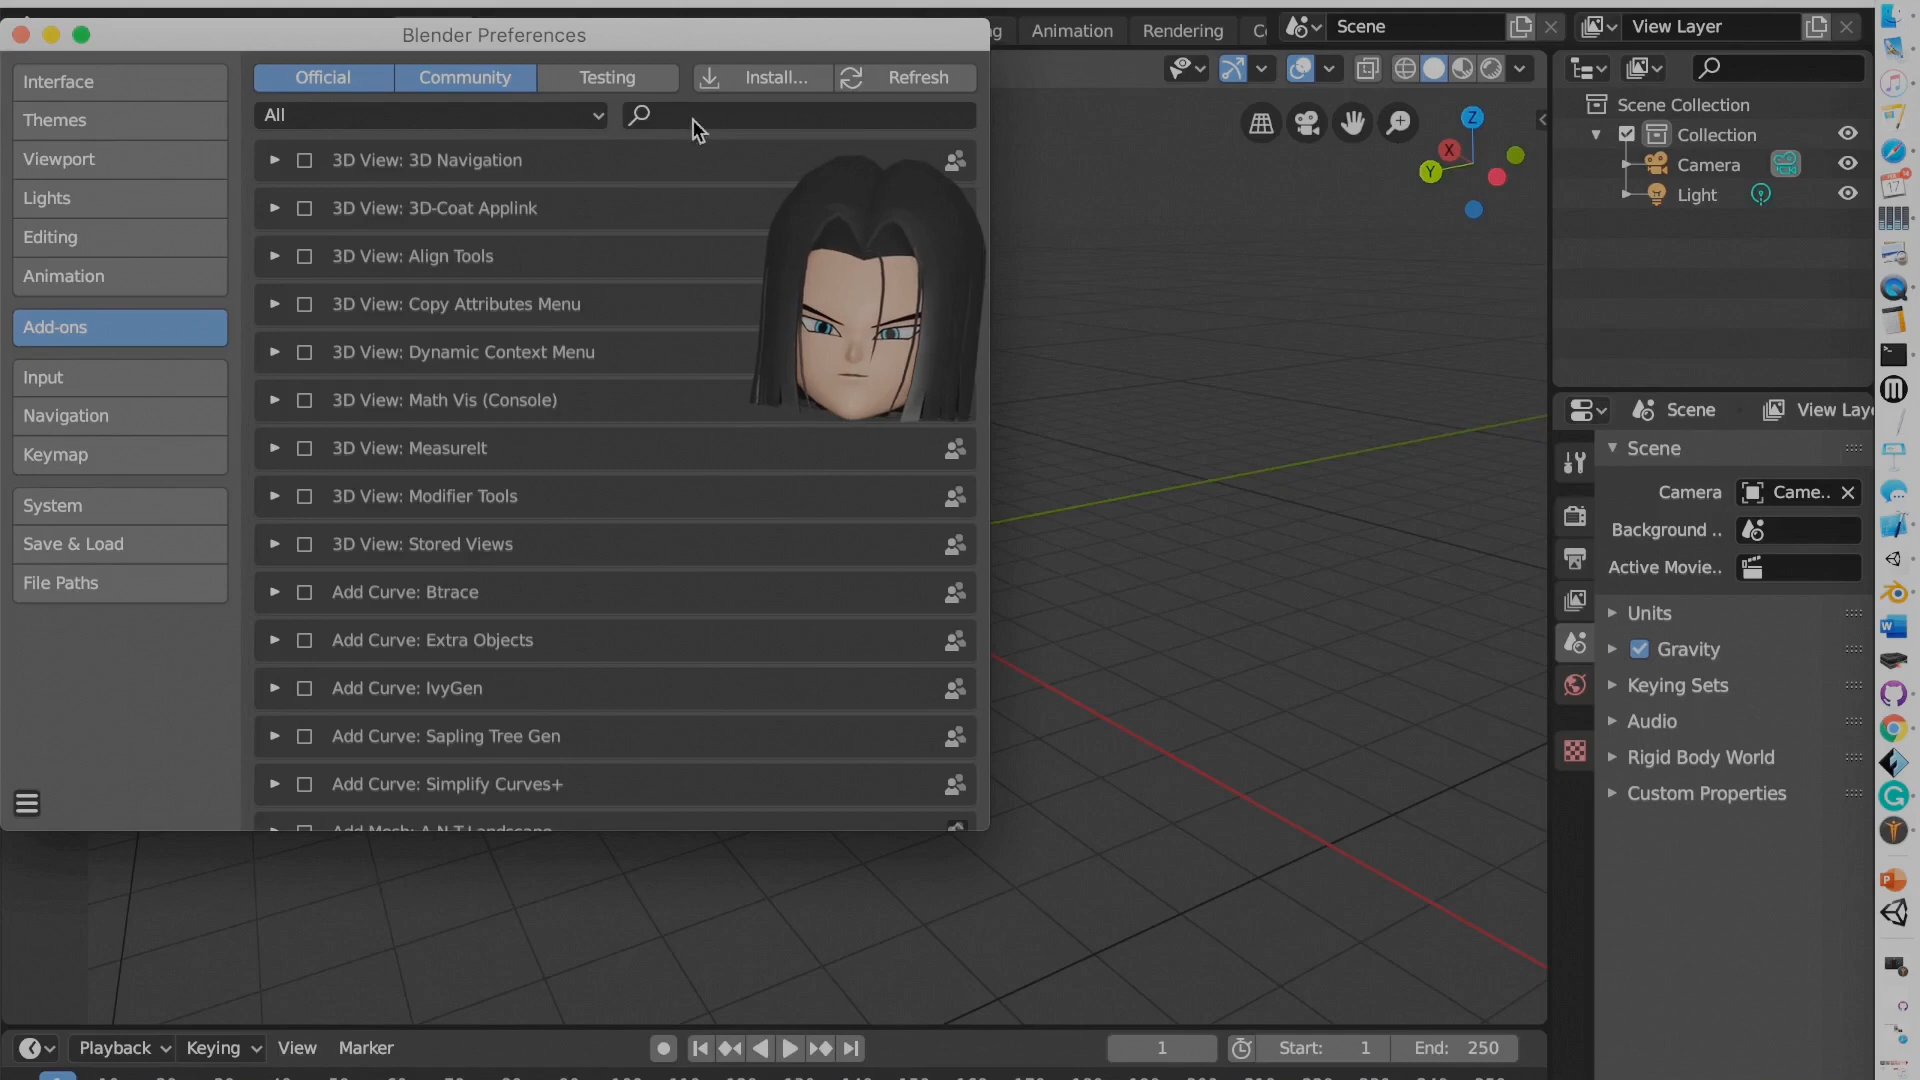 Blender Preferences
Animation
Rendering
Scene
View Layer
Interface
Themes
Viewport
Lights
Editing
Animation
Add-ons
Input
Navigation
Keymap
System
Save & Load
File Paths
Official
Community
Testing
Install...
Refresh
All
3D View: 3D Navigation
3D View: 3D-Coat Applink
3D View: Align Tools
3D View: Copy Attributes Menu
3D View: Dynamic Context Menu
3D View: Math Vis (Console)
3D View: MeasureIt
3D View: Modifier Tools
3D View: Stored Views
Add Curve: Btrace
Add Curve: Extra Objects
Add Curve: IvyGen
Add Curve: Sapling Tree Gen
Add Curve: Simplify Curves+
Add Mesh: A.N.T.Landscape
Z
X
Y
Scene Collection
Collection
Camera
Light
Scene
View Laye
Scene
Camera
Came..
Background ..
Active Movie..
Units
Gravity
Keying Sets
Audio
Rigid Body World
Custom Properties
Playback
Keying
View
Marker
1
Start:
1
End:
250